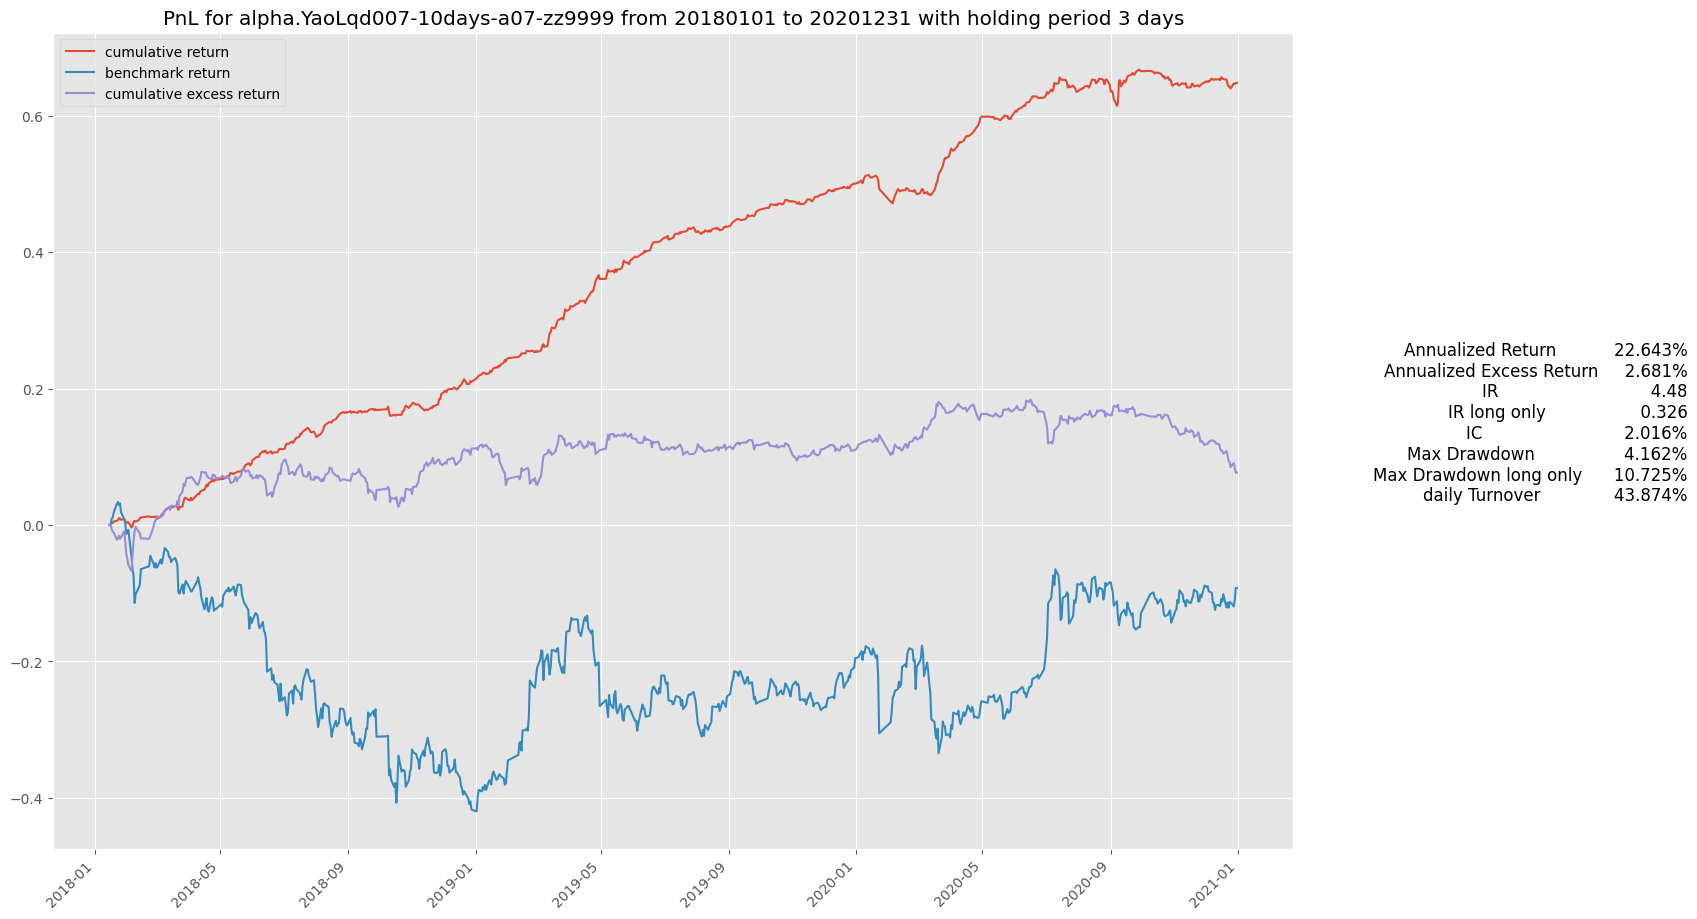 PnL for alpha.YaoLqd007-10days-a07-zz9999 from 20180101 to 20201231 with holding period 3 days
cumulative return
benchmark return
cumulative excess return
0.6
0.4
0.2
0.0
−0.2
−0.4
2018-01
2018-05
2018-09
2019-01
2019-05
2019-09
2020-01
2020-05
2020-09
2021-01
Annualized Return 22.643%
Annualized Excess Return 2.681%
IR 4.48
IR long only 0.326
IC 2.016%
Max Drawdown 4.162%
Max Drawdown long only 10.725%
daily Turnover 43.874%